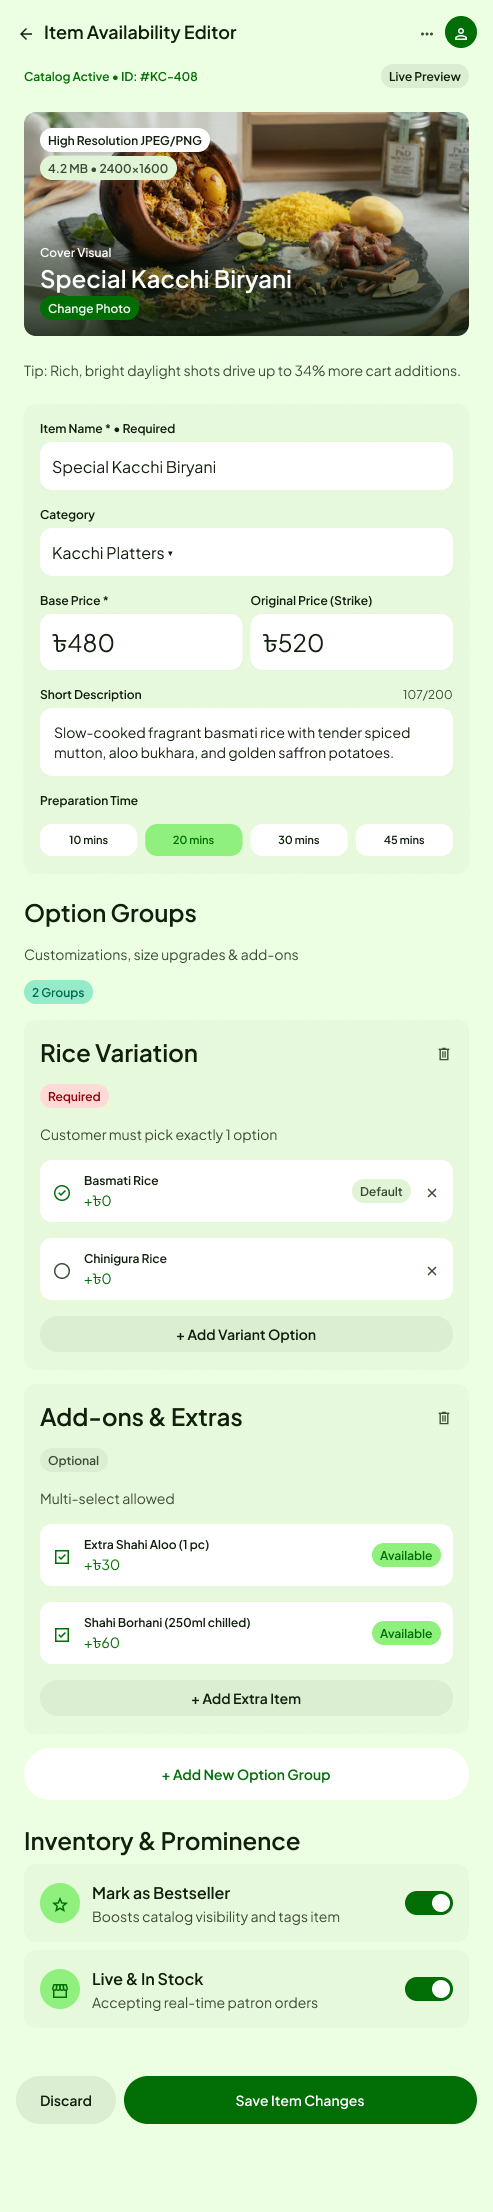 Item Availability Editor
Catalog Active • ID: #KC-408
Live Preview
High Resolution JPEG/PNG
4.2 MB • 2400×1600
Cover Visual
Special Kacchi Biryani
Change Photo
Tip: Rich, bright daylight shots drive up to 34% more cart additions.
Item Name * • Required
Special Kacchi Biryani
Category
Kacchi Platters ▾
Base Price *
Original Price (Strike)
৳480
৳520
Short Description
107/200
Slow-cooked fragrant basmati rice with tender spiced
mutton, aloo bukhara, and golden saffron potatoes.
Preparation Time
10 mins
20 mins
30 mins
45 mins
Option Groups
Customizations, size upgrades & add-ons
2 Groups
Rice Variation
Required
Customer must pick exactly 1 option
Basmati Rice
+৳0
Default
Chinigura Rice
+৳0
+ Add Variant Option
Add-ons & Extras
Optional
Multi-select allowed
Extra Shahi Aloo (1 pc)
+৳30
Available
Shahi Borhani (250ml chilled)
+৳60
Available
+ Add Extra Item
+ Add New Option Group
Inventory & Prominence
Mark as Bestseller
Boosts catalog visibility and tags item
Live & In Stock
Accepting real-time patron orders
Discard
Save Item Changes